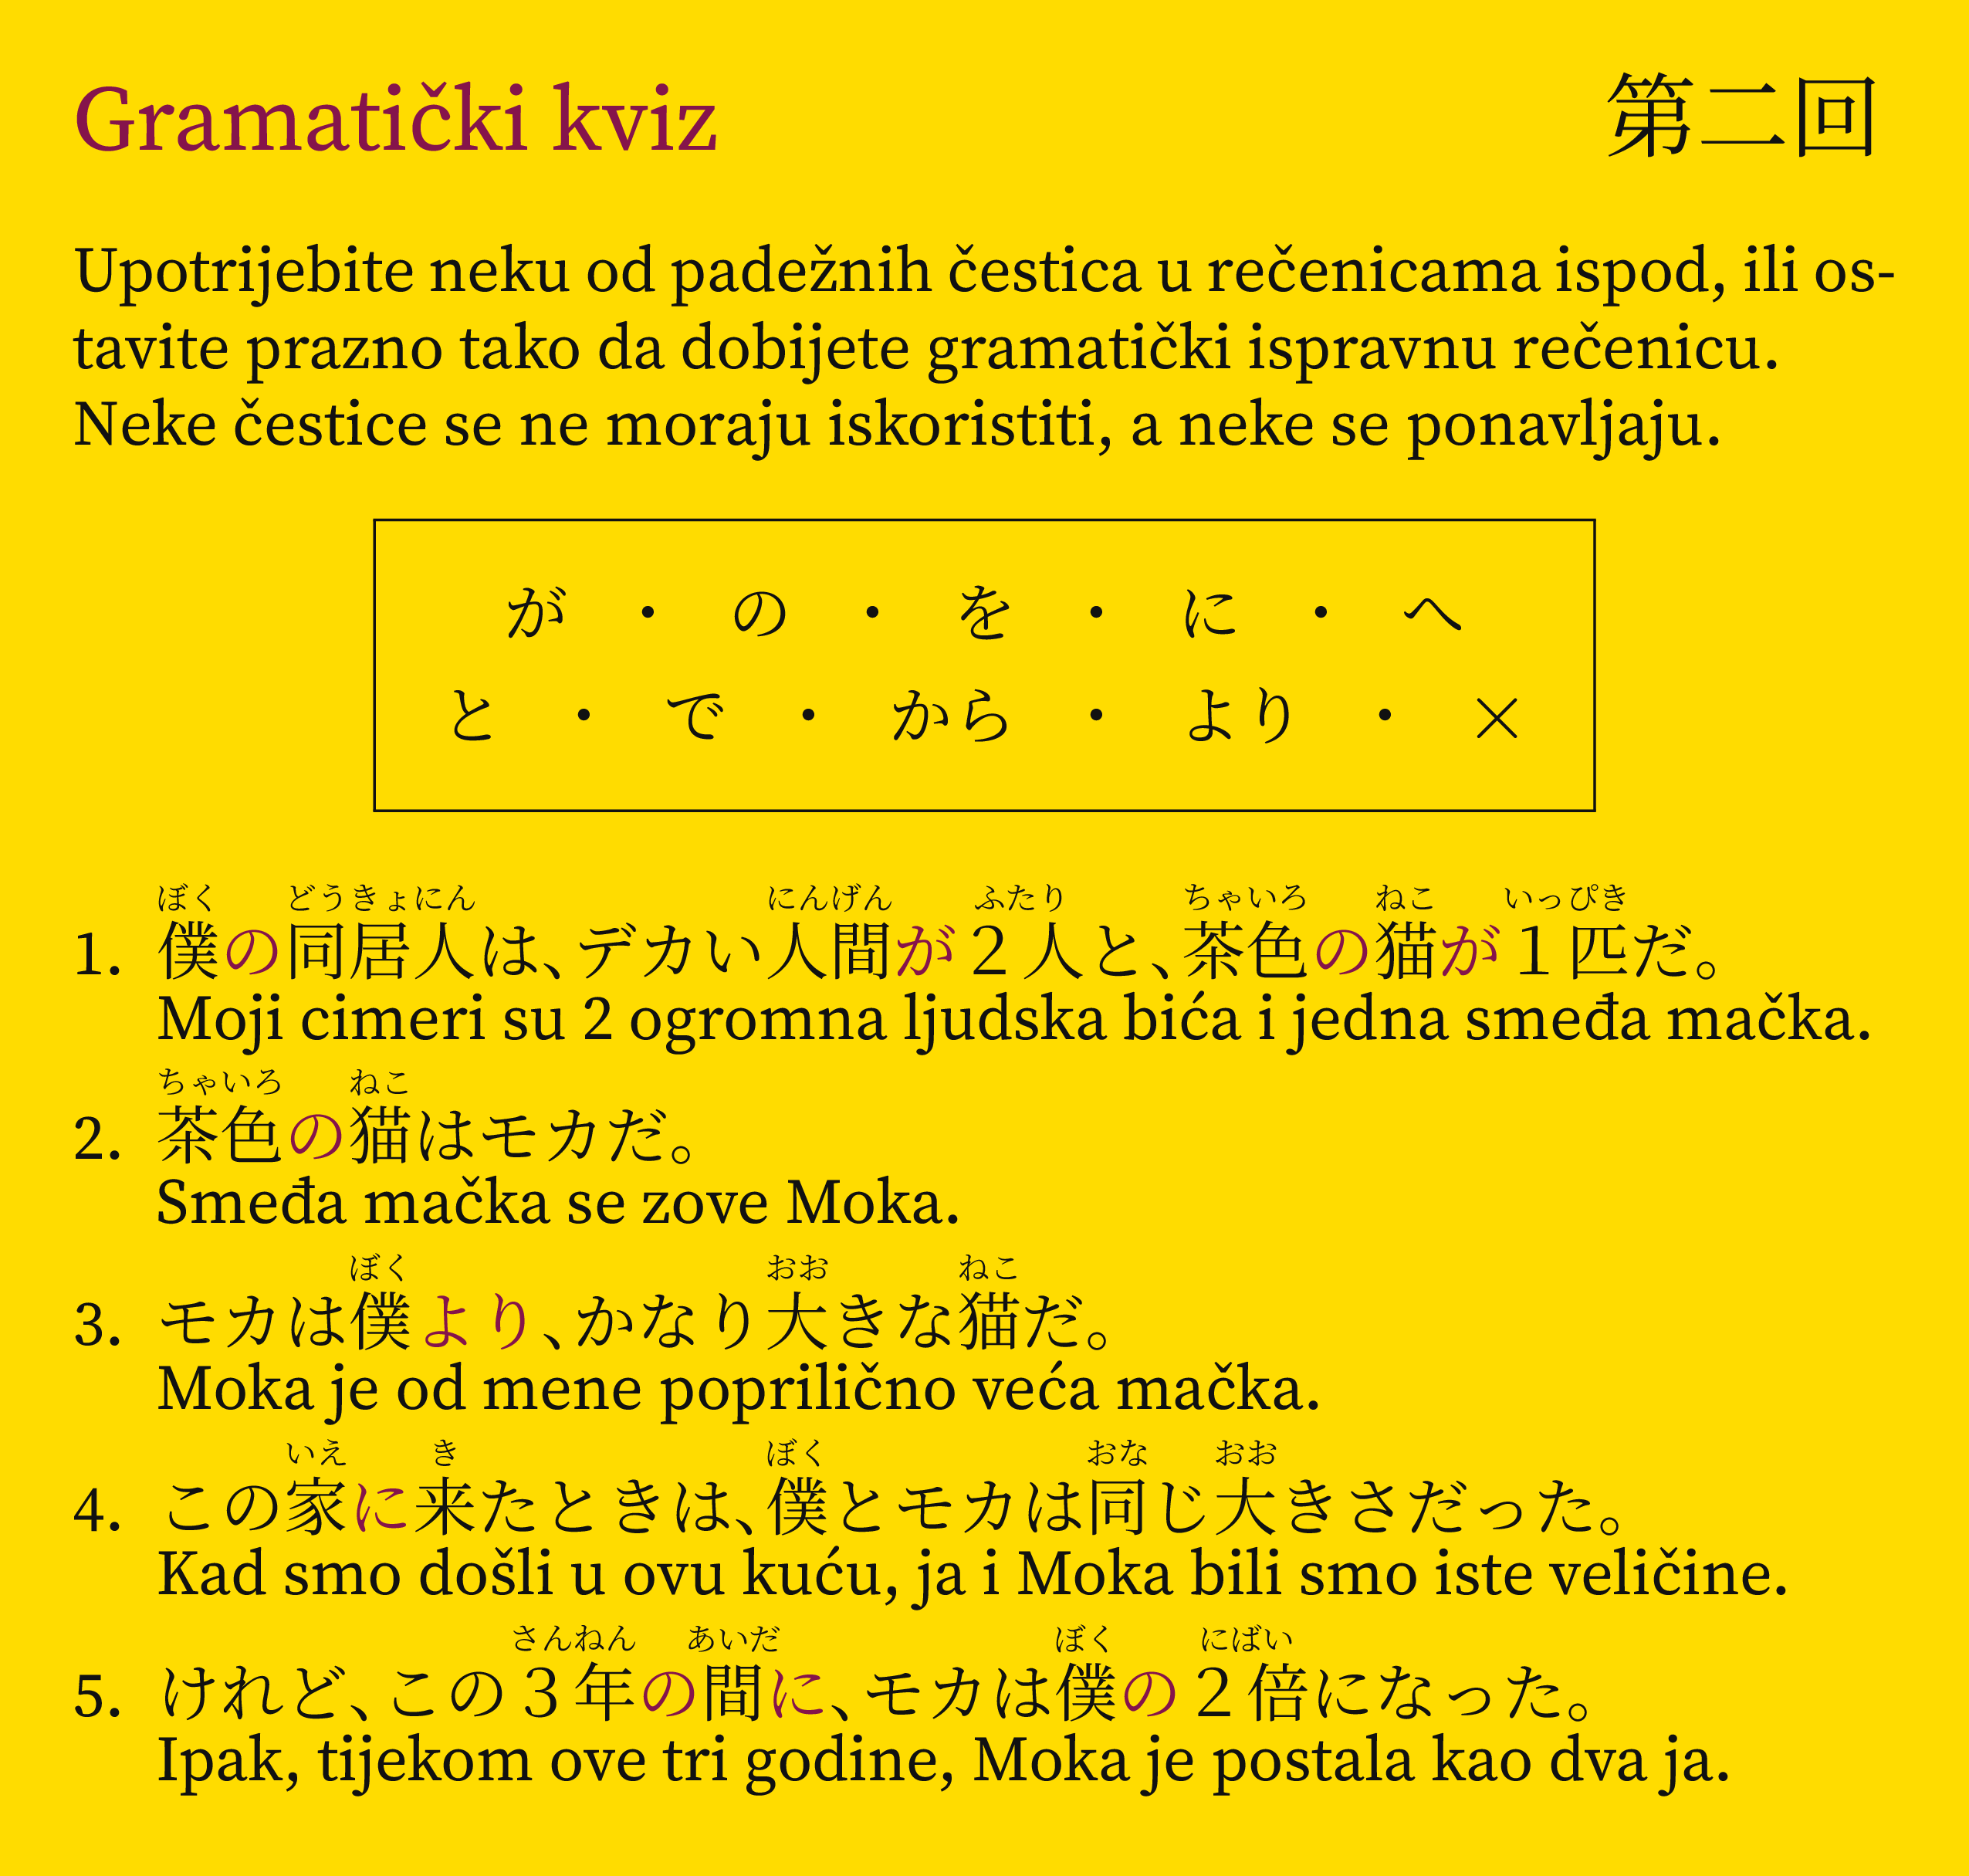 Gramatički kviz 第二回
Upotrijebite neku od padežnih čestica u rečenicama ispod, ili os-
tavite prazno tako da dobijete gramatički ispravnu rečenicu.
Neke čestice se ne moraju iskoristiti, a neke se ponavljaju.
が・の・を・に・へ
と・で・から・より・×
ぼく どうきょにん にんげん ふたり ちゃいろ ねこ いっぴき
1. 僕の同居人は、デカい人間が2人と、茶色の猫が1匹だ。
Moji cimeri su 2 ogromna ljudska bića i jedna smeđa mačka.
ちゃいろ ねこ
2. 茶色の猫はモカだ。
Smeđa mačka se zove Moka.
ぼく おお ねこ
3. モカは僕より、かなり大きな猫だ。
Moka je od mene poprilično veća mačka.
いえ き ぼく おな おお
4. この家に来たときは、僕とモカは同じ大きさだった。
Kad smo došli u ovu kuću, ja i Moka bili smo iste veličine.
さんねん あいだ ぼく にばい
5. けれど、この3年の間に、モカは僕の2倍になった。
Ipak, tijekom ove tri godine, Moka je postala kao dva ja.